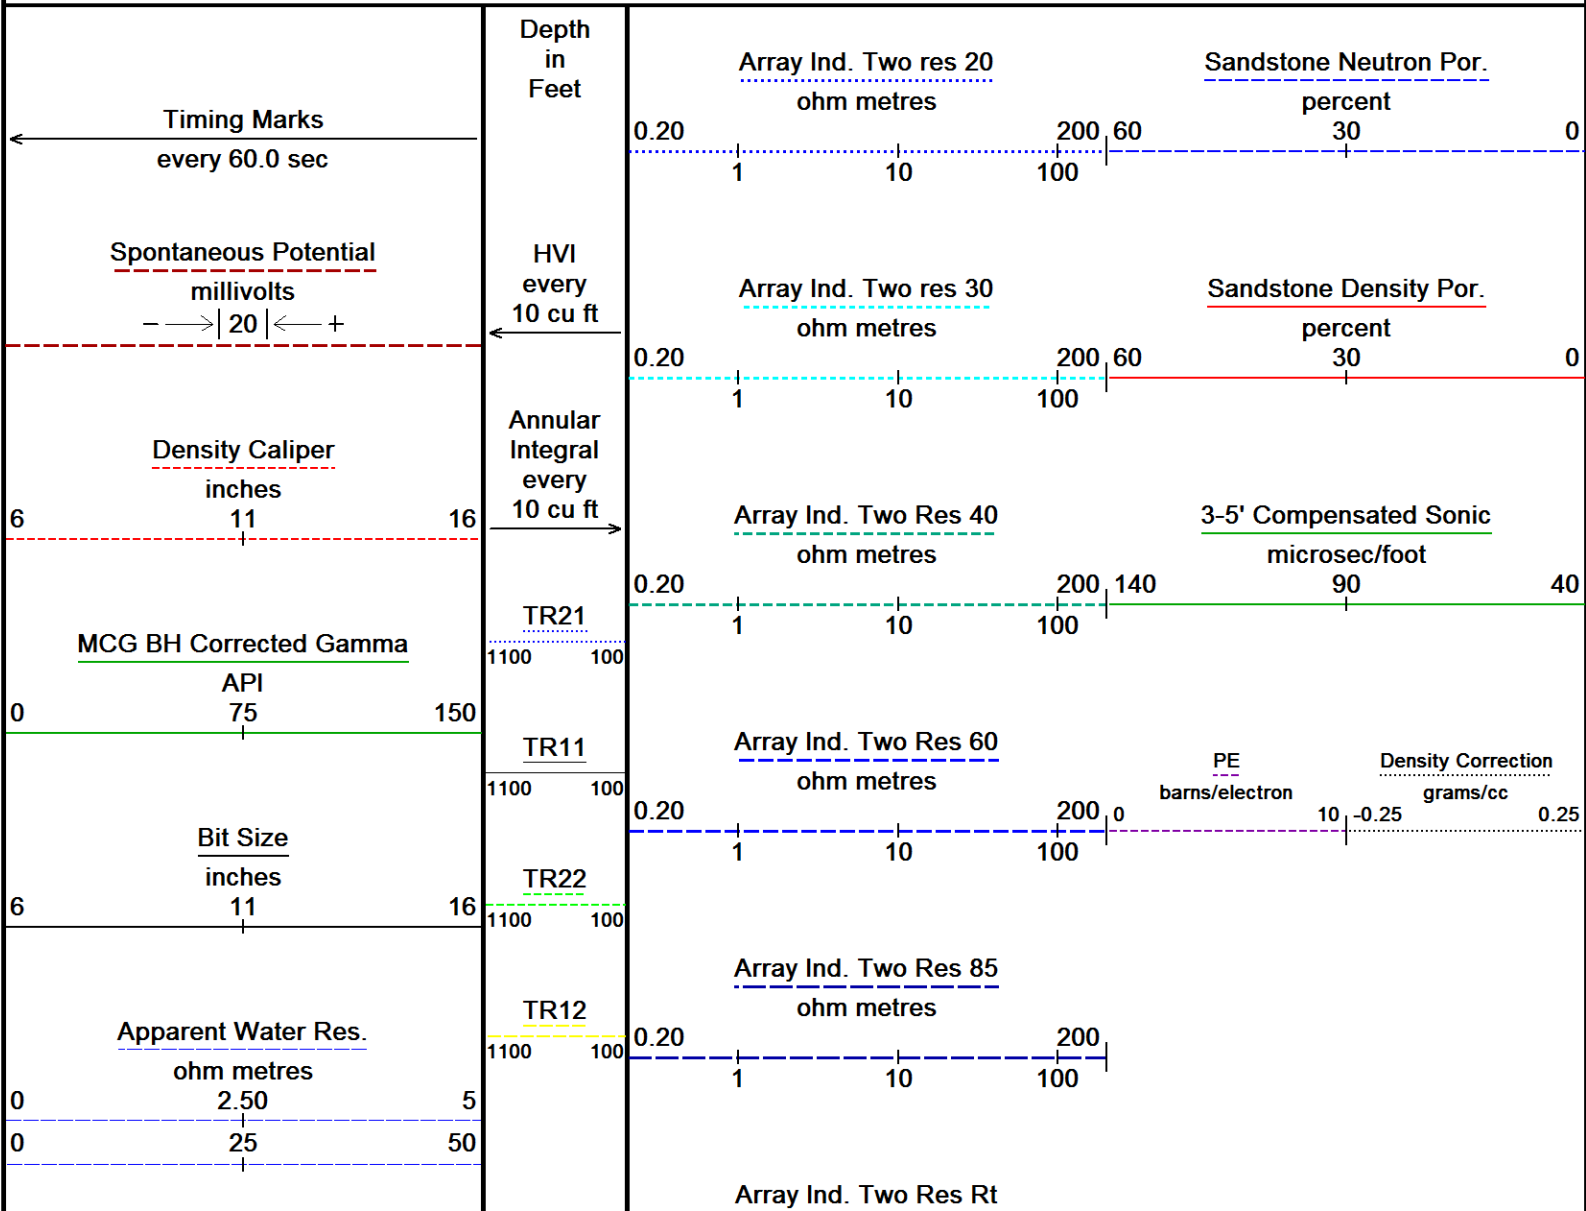 Timing Marks
every 60.0 sec
Spontaneous Potential
millivolts
− 20 +
Density Caliper
inches
6 11 16
MCG BH Corrected Gamma
API
0 75 150
Bit Size
inches
6 11 16
Apparent Water Res.
ohm metres
0 2.50 5
0 25 50
Depth
in
Feet
HVI
every
10 cu ft
Annular
Integral
every
10 cu ft
TR21
1100 100
TR11
1100 100
TR22
1100 100
TR12
1100 100
Array Ind. Two res 20
ohm metres
0.20 200
1 10 100
Array Ind. Two res 30
ohm metres
0.20 200
1 10 100
Array Ind. Two Res 40
ohm metres
0.20 200
1 10 100
Array Ind. Two Res 60
ohm metres
0.20 200
1 10 100
Array Ind. Two Res 85
ohm metres
0.20 200
1 10 100
Array Ind. Two Res Rt
Sandstone Neutron Por.
percent
60 30 0
Sandstone Density Por.
percent
60 30 0
3-5' Compensated Sonic
microsec/foot
140 90 40
PE
barns/electron
0 10
Density Correction
grams/cc
-0.25 0.25